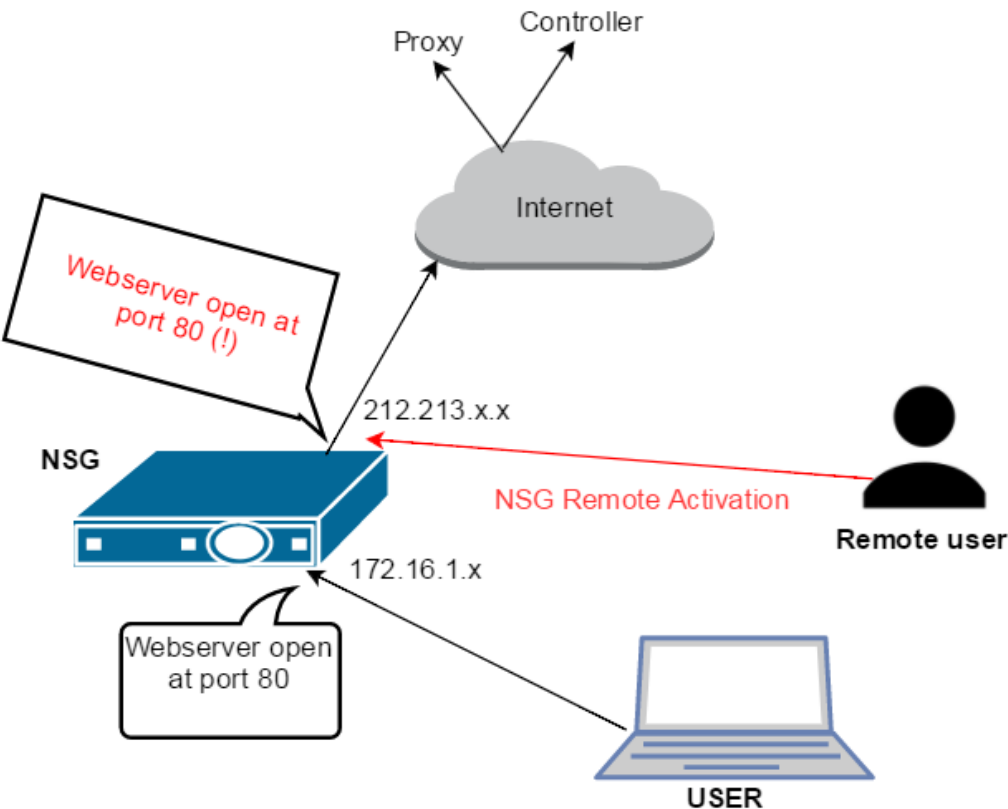 Controller
Proxy
Internet
Webserver open at
port 80 (!)
212.213.x.x
NSG
NSG Remote Activation
Remote user
172.16.1.x
Webserver open
at port 80
USER